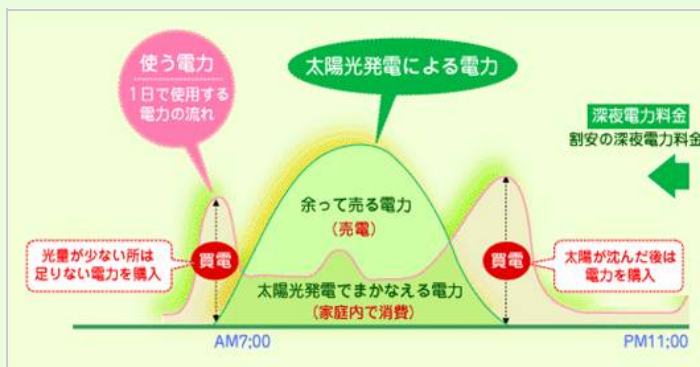 使う電力
1日で使用する
電力の流れ
太陽光発電による電力
深夜電力料金
割安の深夜電力料金
余って売る電力
(売電)
光量が少ない所は
足りない電力を購入
買電
買電
太陽が沈んだ後は
電力を購入
太陽光発電でまかなえる電力
(家庭内で消費)
AM7:00
PM11:00